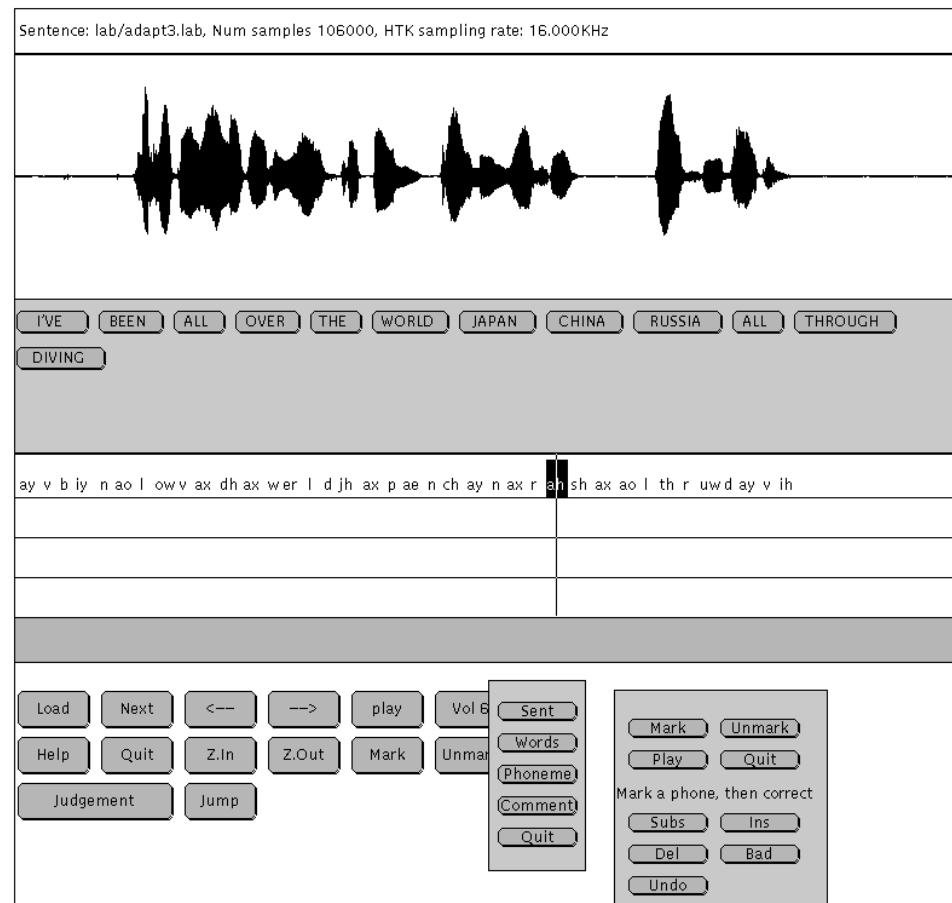 Sentence: lab/adapt3.lab, Num samples 106000, HTK sampling rate: 16.000KHz
I'VE BEEN ALL OVER THE WORLD JAPAN CHINA RUSSIA ALL THROUGH
DIVING
ay v b iy n ao l ow v ax dh ax w er l d jh ax p ae n ch ay n ax r ah sh ax ao l th r uw d ay v ih
Load Next <-- --> play Vol 6
Help Quit Z.In Z.Out Mark Unmar
Judgement Jump
Sent
Words
Phoneme
Comment
Quit
Mark Unmark
Play Quit
Mark a phone, then correct
Subs Ins
Del Bad
Undo